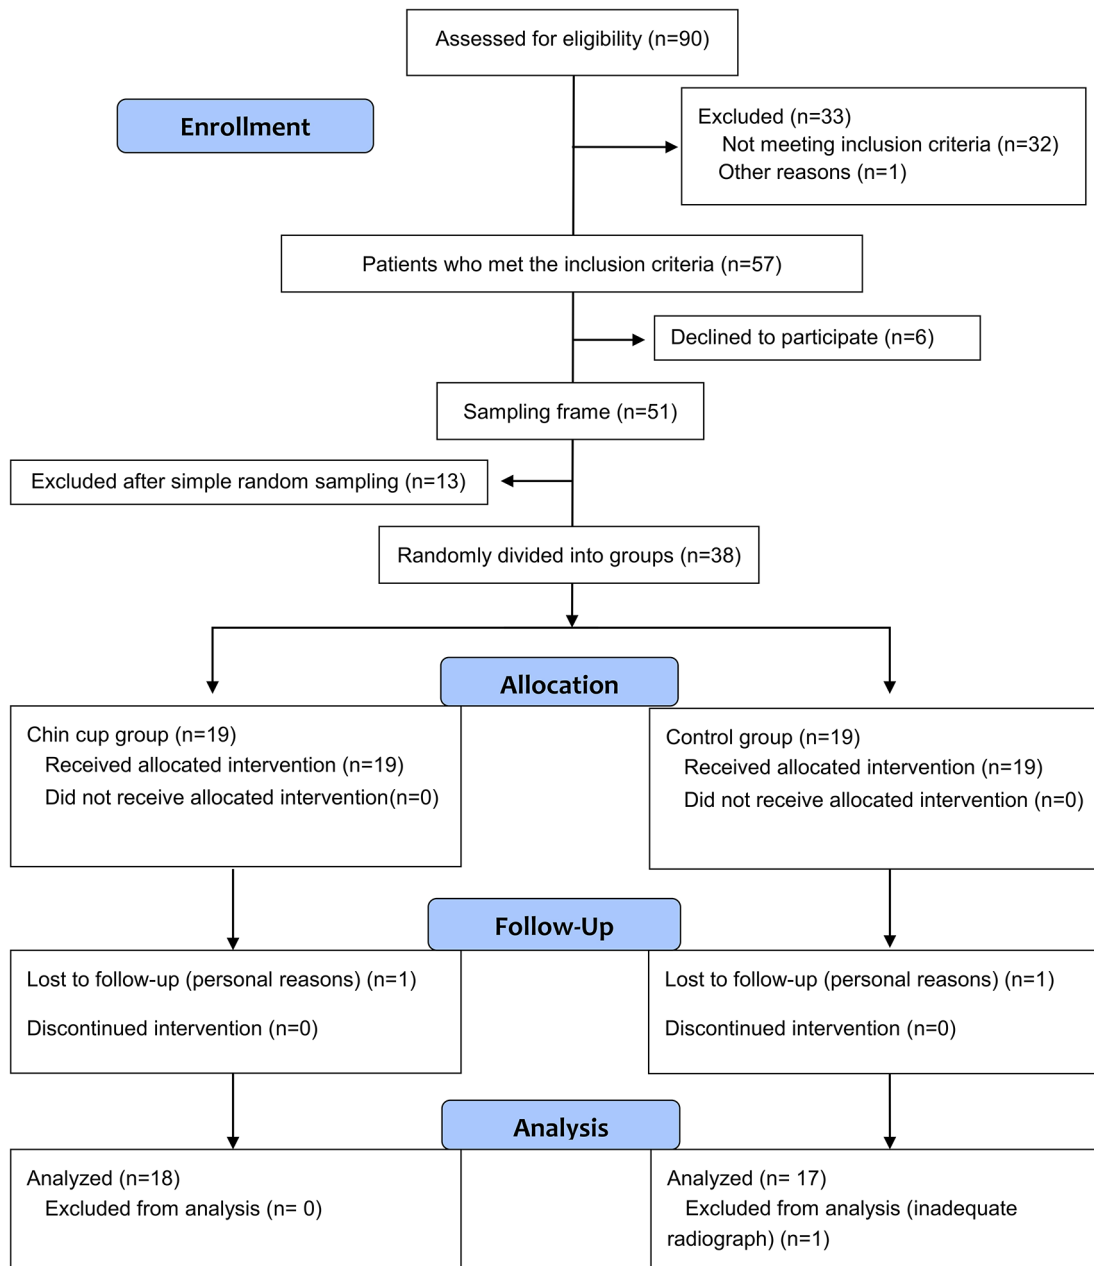 Assessed for eligibility (n=90)
Enrollment
Excluded (n=33)
Not meeting inclusion criteria (n=32)
Other reasons (n=1)
Patients who met the inclusion criteria (n=57)
Declined to participate (n=6)
Sampling frame (n=51)
Excluded after simple random sampling (n=13)
Randomly divided into groups (n=38)
Allocation
Chin cup group (n=19)
Received allocated intervention (n=19)
Did not receive allocated intervention(n=0)
Control group (n=19)
Received allocated intervention (n=19)
Did not receive allocated intervention (n=0)
Follow-Up
Lost to follow-up (personal reasons) (n=1)
Discontinued intervention (n=0)
Lost to follow-up (personal reasons) (n=1)
Discontinued intervention (n=0)
Analysis
Analyzed (n=18)
Excluded from analysis (n= 0)
Analyzed (n= 17)
Excluded from analysis (inadequate
radiograph) (n=1)